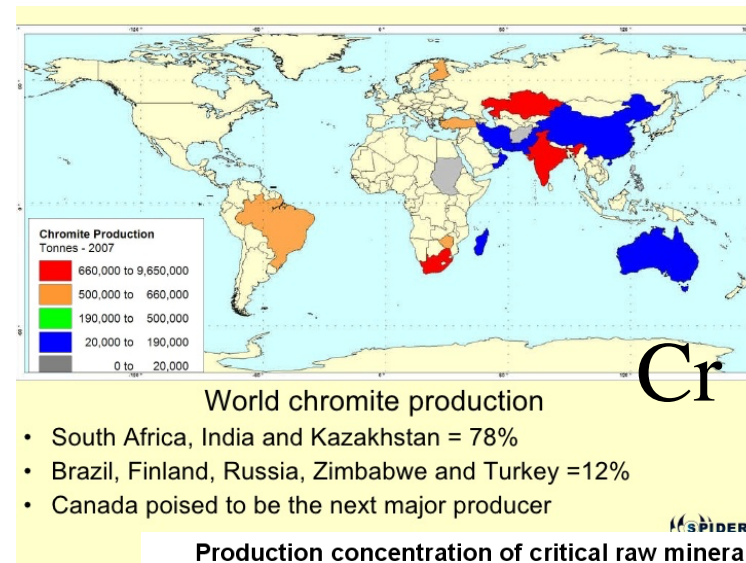 Chromite Production
Tonnes - 2007
660,000 to 9,650,000
500,000 to 660,000
190,000 to 500,000
20,000 to 190,000
0 to 20,000
Cr
World chromite production
• South Africa, India and Kazakhstan = 78%
• Brazil, Finland, Russia, Zimbabwe and Turkey =12%
• Canada poised to be the next major producer
SPIDER
Production concentration of critical raw minera